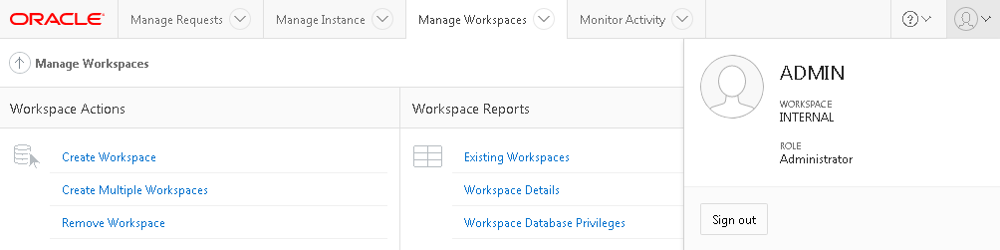 ORACLE Manage Requests Manage Instance Manage Workspaces Monitor Activity ?
Manage Workspaces
ADMIN
WORKSPACE
INTERNAL
ROLE
Administrator
Sign out
Workspace Actions
Create Workspace
Create Multiple Workspaces
Remove Workspace
Workspace Reports
Existing Workspaces
Workspace Details
Workspace Database Privileges